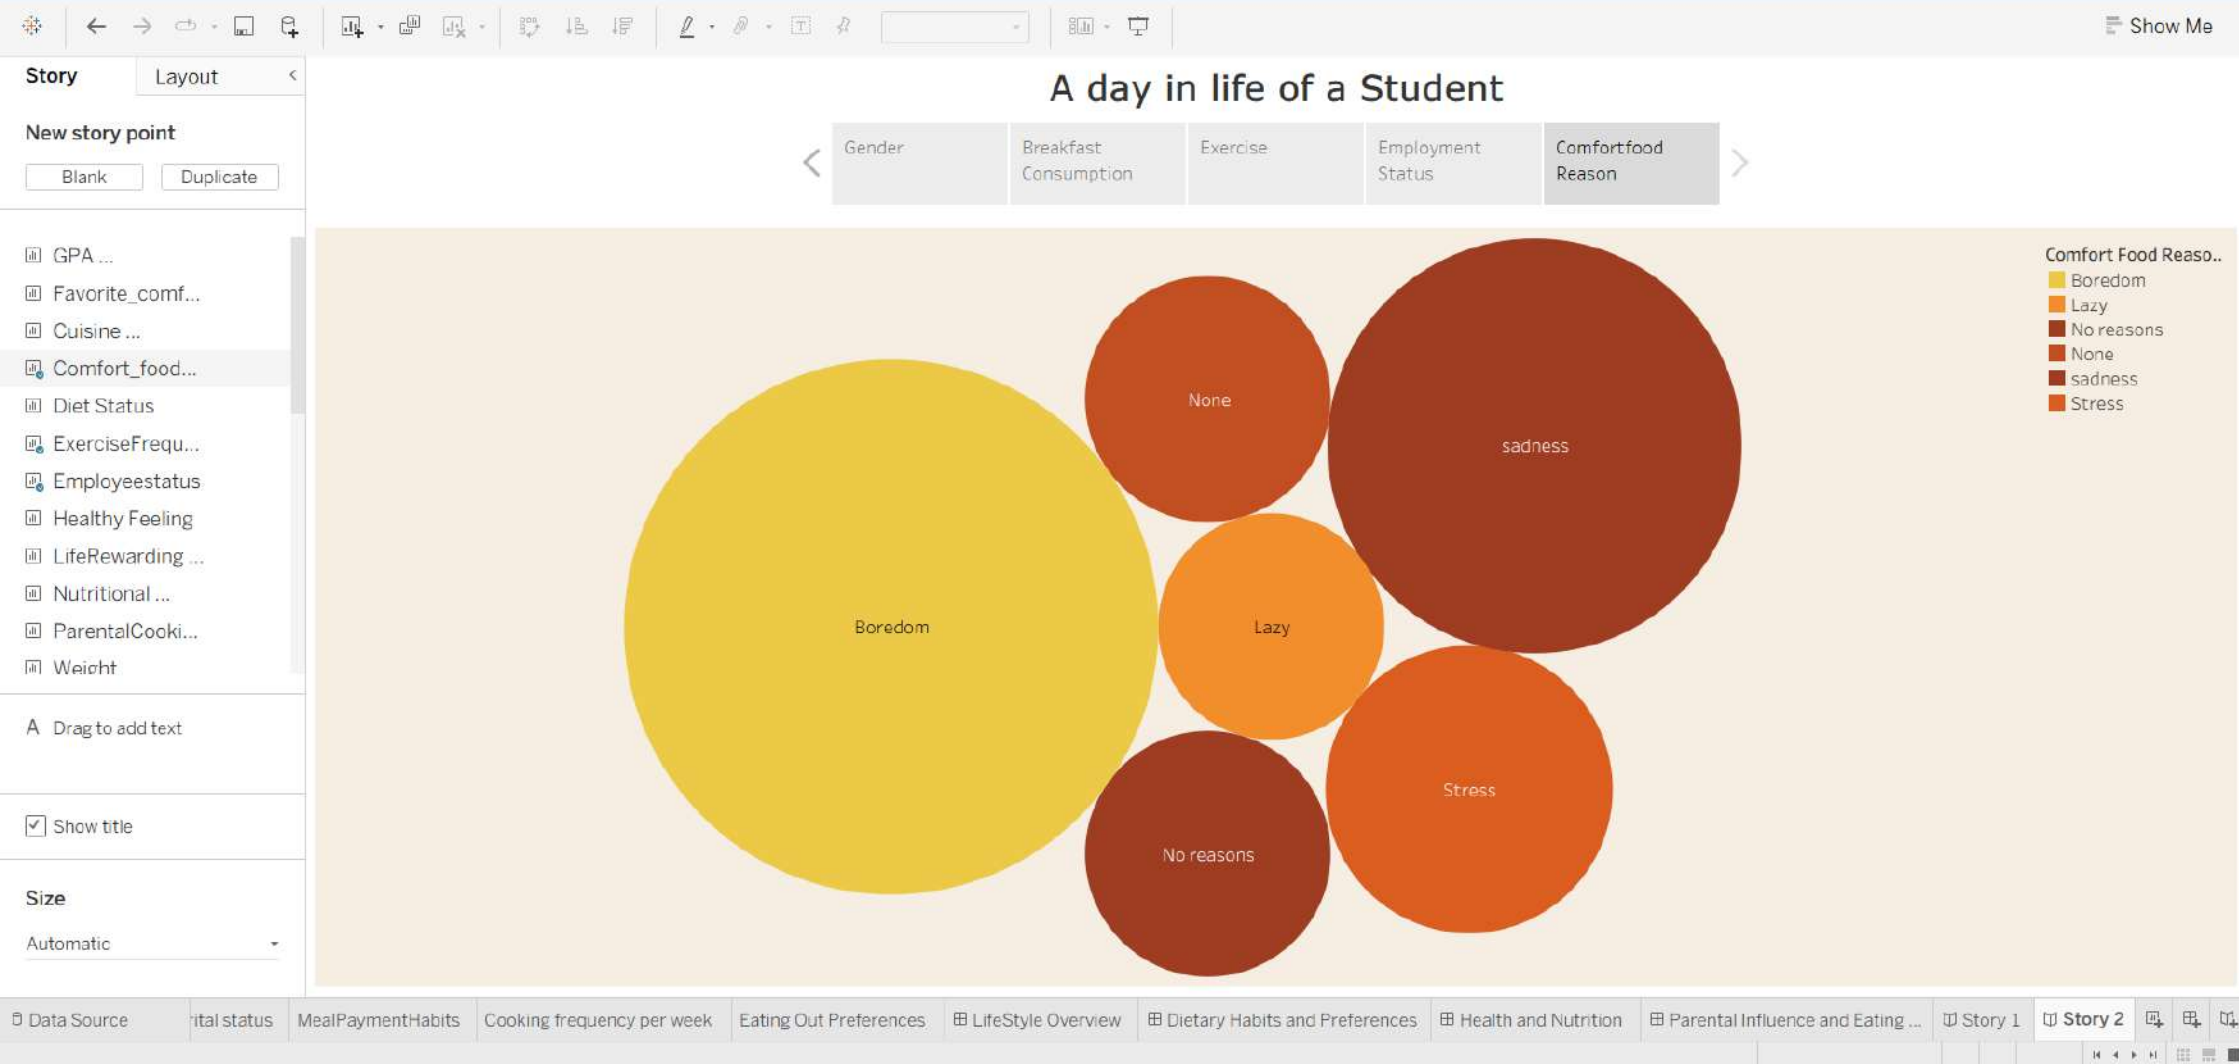 Show Me
Story
Layout
New story point
Blank
Duplicate
GPA ...
Favorite_comf...
Cuisine ...
Comfort_food...
Diet Status
ExerciseFrequ...
Employeestatus
Healthy Feeling
LifeRewarding ...
Nutritional ...
ParentalCooki...
Weight
A Drag to add text
Show title
Size
Automatic
A day in life of a Student
Gender
Breakfast
Consumption
Exercise
Employment
Status
Comfortfood
Reason
None
sadness
Boredom
Lazy
Stress
No reasons
Comfort Food Reaso..
Boredom
Lazy
No reasons
None
sadness
Stress
Data Source
ital status
MealPaymentHabits
Cooking frequency per week
Eating Out Preferences
LifeStyle Overview
Dietary Habits and Preferences
Health and Nutrition
Parental Influence and Eating ...
Story 1
Story 2